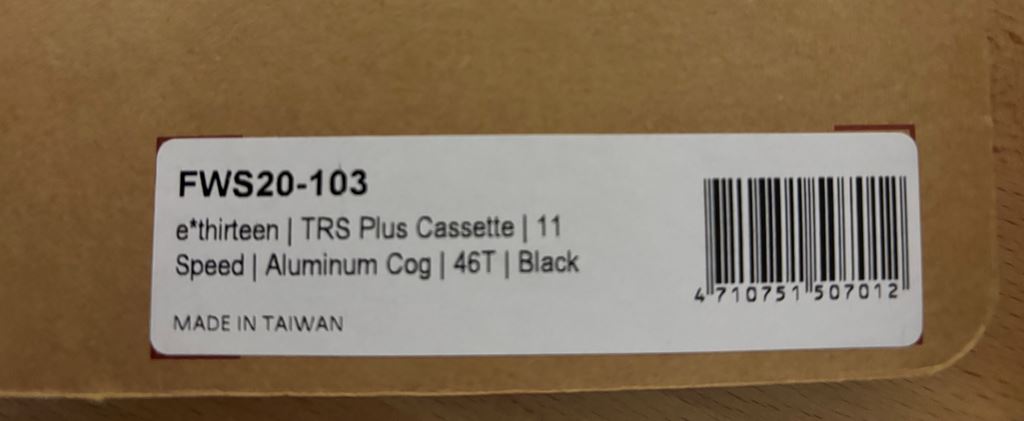 FWS20-103
e*thirteen | TRS Plus Cassette | 11
Speed | Aluminum Cog | 46T | Black
MADE IN TAIWAN
4 710751 507012